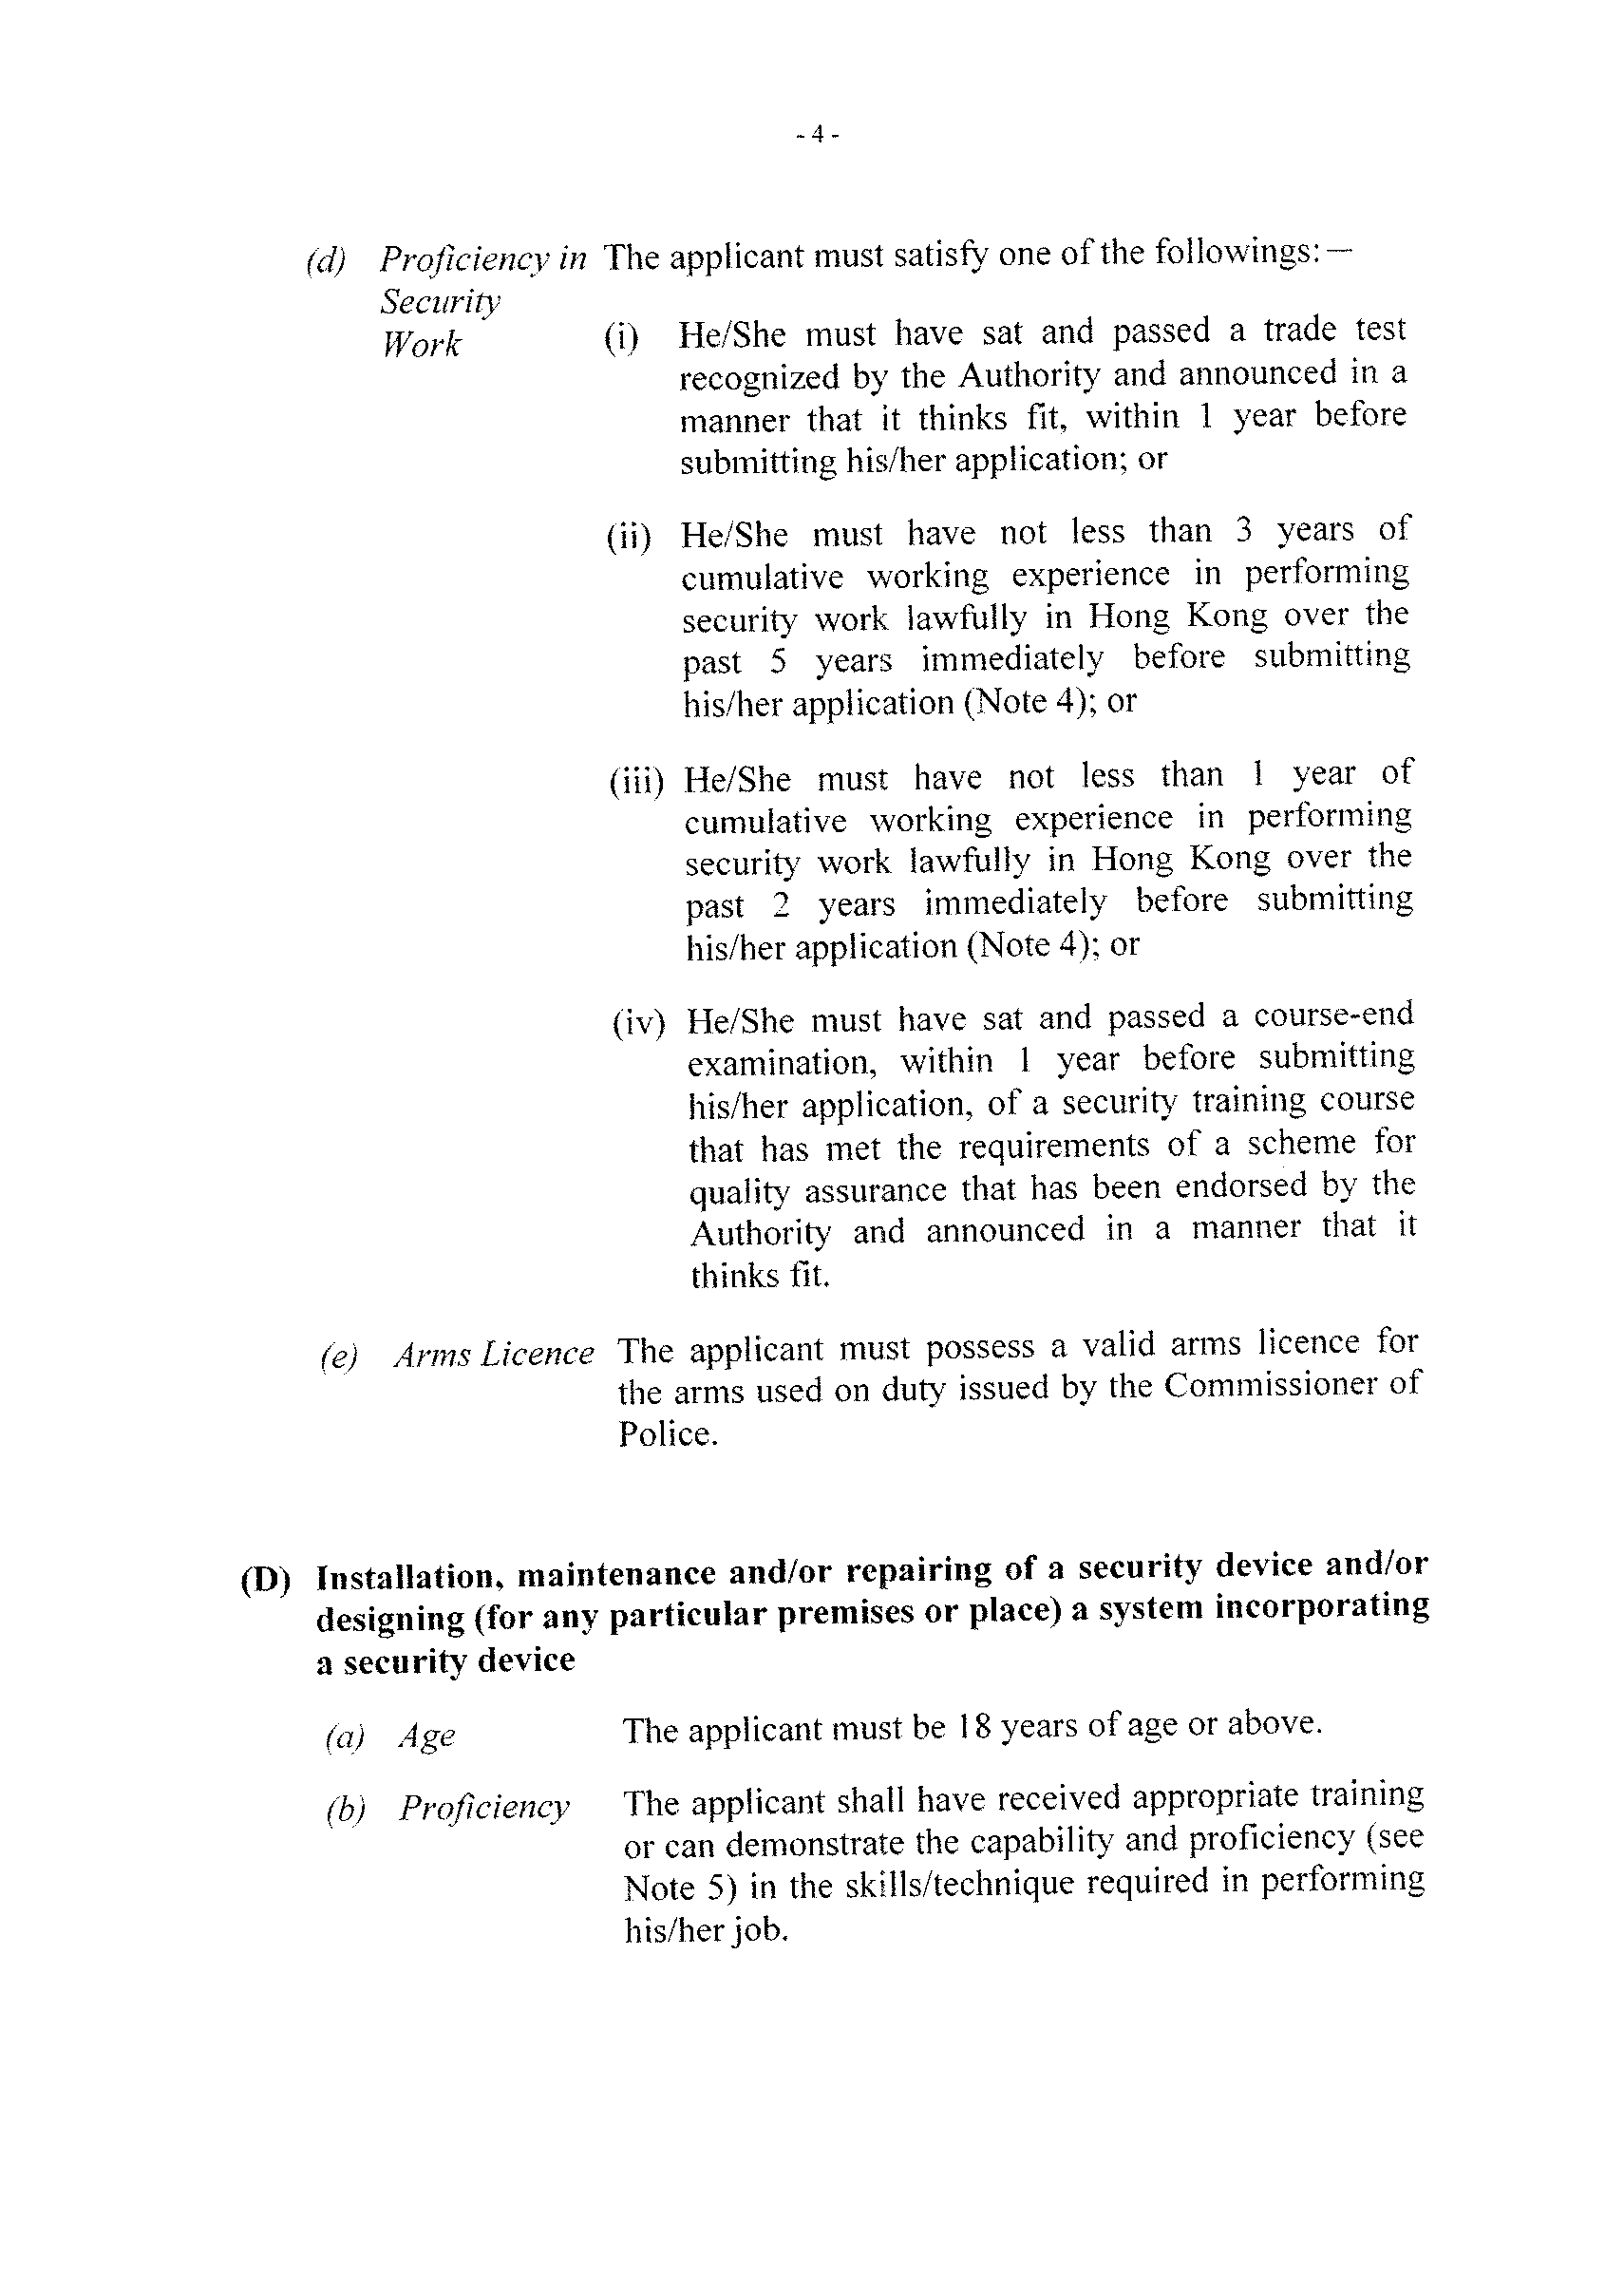 - 4 -
(d) Proficiency in The applicant must satisfy one of the followings: —
Security
Work
(i) He/She must have sat and passed a trade test
recognized by the Authority and announced in a
manner that it thinks fit, within 1 year before
submitting his/her application; or
(ii) He/She must have not less than 3 years of
cumulative working experience in performing
security work lawfully in Hong Kong over the
past 5 years immediately before submitting
his/her application (Note 4); or
(iii) He/She must have not less than 1 year of
cumulative working experience in performing
security work lawfully in Hong Kong over the
past 2 years immediately before submitting
his/her application (Note 4); or
(iv) He/She must have sat and passed a course-end
examination, within 1 year before submitting
his/her application, of a security training course
that has met the requirements of a scheme for
quality assurance that has been endorsed by the
Authority and announced in a manner that it
thinks fit.
(e) Arms Licence The applicant must possess a valid arms licence for
the arms used on duty issued by the Commissioner of
Police.
(D) Installation, maintenance and/or repairing of a security device and/or
designing (for any particular premises or place) a system incorporating
a security device
(a) Age The applicant must be 18 years of age or above.
(b) Proficiency The applicant shall have received appropriate training
or can demonstrate the capability and proficiency (see
Note 5) in the skills/technique required in performing
his/her job.